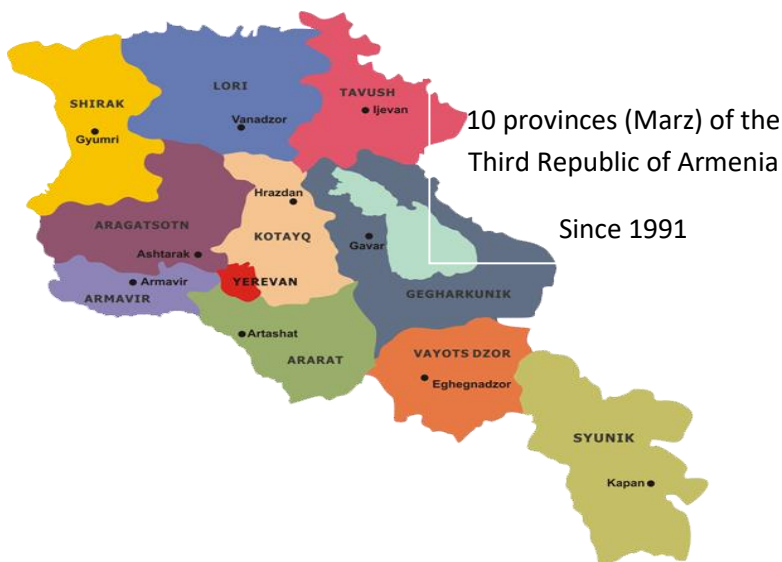 LORI
TAVUSH
SHIRAK
Ijevan
10 provinces (Marz) of the
Vanadzor
Gyumri
Third Republic of Armenia
Hrazdan
ARAGATSOTN
Since 1991
KOTAYQ
Gavar
Ashtarak
Armavir
YEREVAN
ARMAVIR
GEGHARKUNIK
Artashat
ARARAT
VAYOTS DZOR
Eghegnadzor
SYUNIK
Kapan